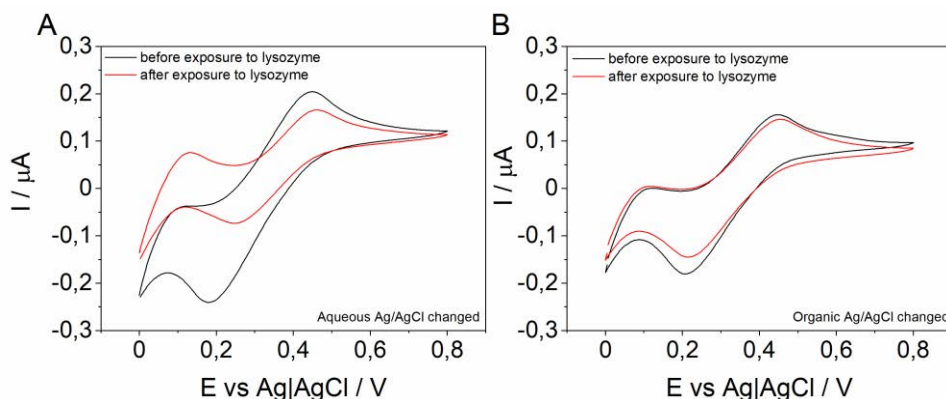 A
0,3
0,2
0,1
0
-0,1
-0,2
-0,3
I / µA
before exposure to lysozyme
after exposure to lysozyme
Aqueous Ag/AgCl changed
0
0,2
0,4
0,6
0,8
E vs Ag|AgCl / V
B
0,3
0,2
0,1
0
-0,1
-0,2
-0,3
I / µA
before exposure to lysozyme
after exposure to lysozyme
Organic Ag/AgCl changed
0
0,2
0,4
0,6
0,8
E vs Ag|AgCl / V